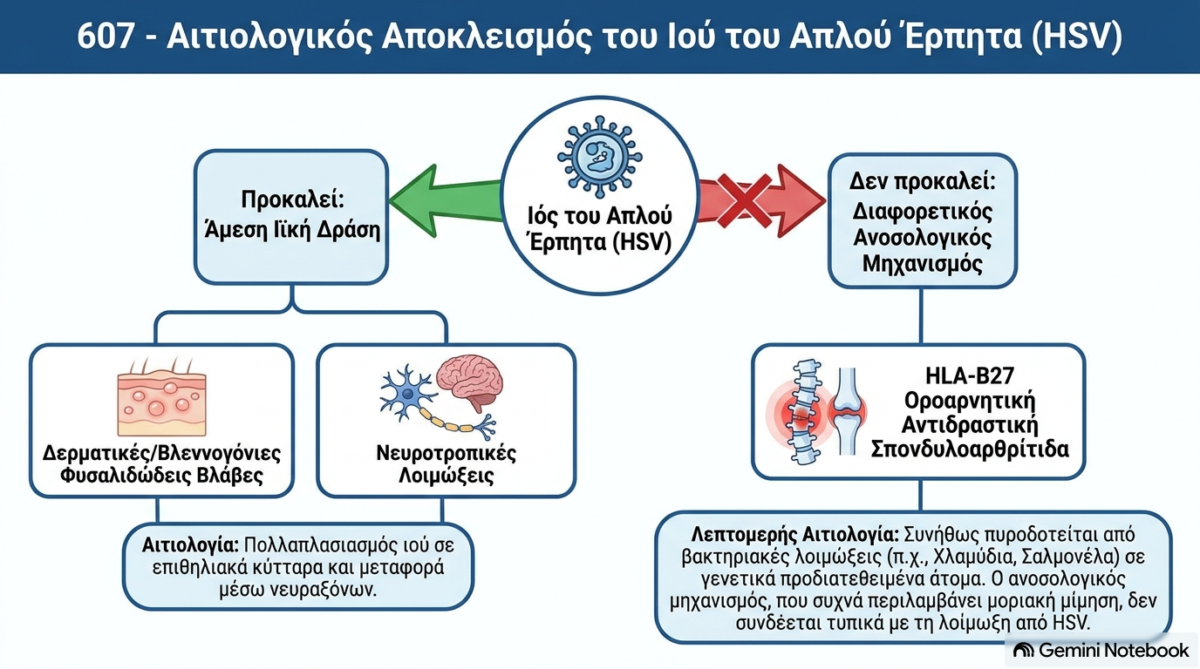 607 - Αιτιολογικός Αποκλεισμός του Ιού του Απλού Έρπητα (HSV)
Προκαλεί:
Άμεση Ιϊκή Δράση
Ιός του Απλού
Έρπητα (HSV)
Δεν προκαλεί:
Διαφορετικός
Ανοσολογικός
Μηχανισμός
Δερματικές/Βλεννογόνιες
Φυσαλιδώδεις Βλάβες
Νευροτροπικές
Λοιμώξεις
HLA-B27
Οροαρνητική
Αντιδραστική
Σπονδυλοαρθρίτιδα
Αιτιολογία: Πολλαπλασιασμός ιού σε
επιθηλιακά κύτταρα και μεταφορά
μέσω νευραξόνων.
Λεπτομερής Αιτιολογία: Συνήθως πυροδοτείται από
βακτηριακές λοιμώξεις (π.χ., Χλαμύδια, Σαλμονέλα) σε
γενετικά προδιατεθειμένα άτομα. Ο ανοσολογικός
μηχανισμός, που συχνά περιλαμβάνει μοριακή μίμηση, δεν
συνδέεται τυπικά με τη λοίμωξη από HSV.
Gemini Notebook